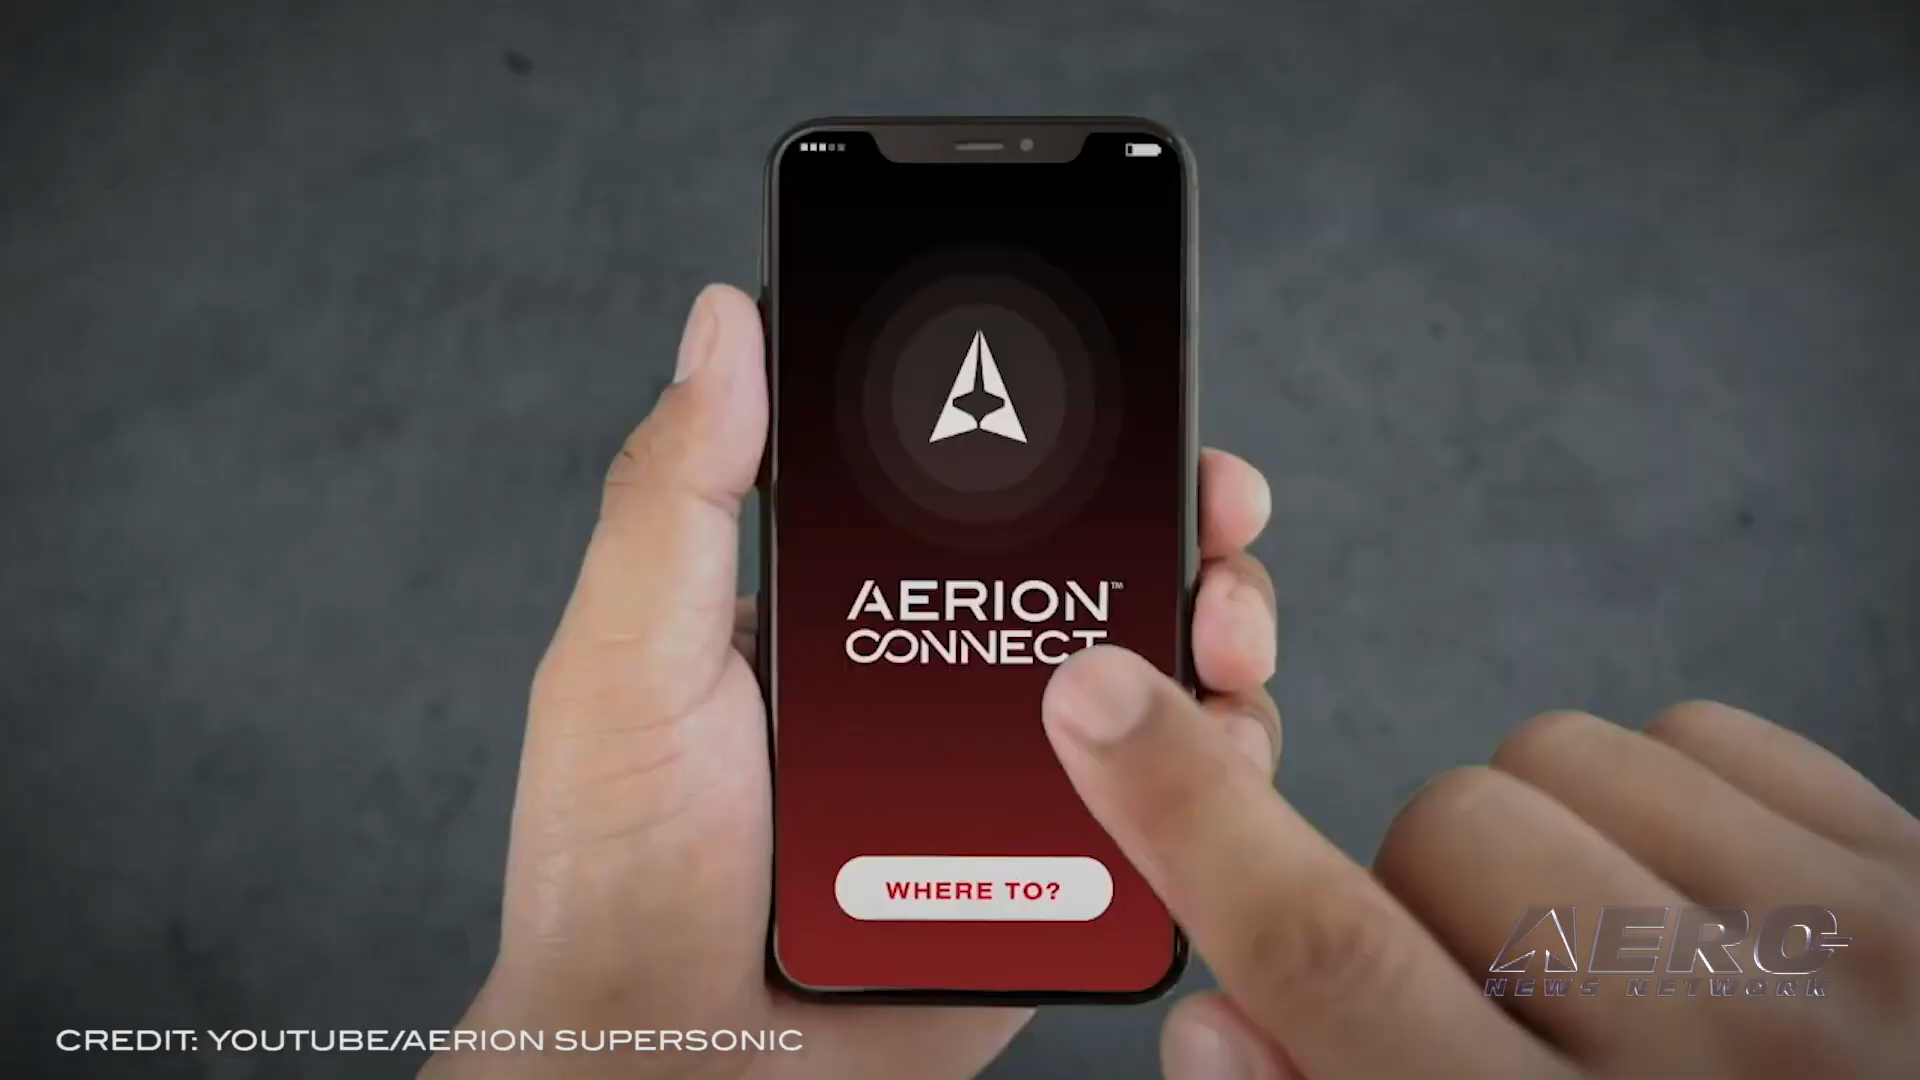 AERION™
CONNECT
WHERE TO?
AERO
NEWS NETWORK
CREDIT: YOUTUBE/AERION SUPERSONIC